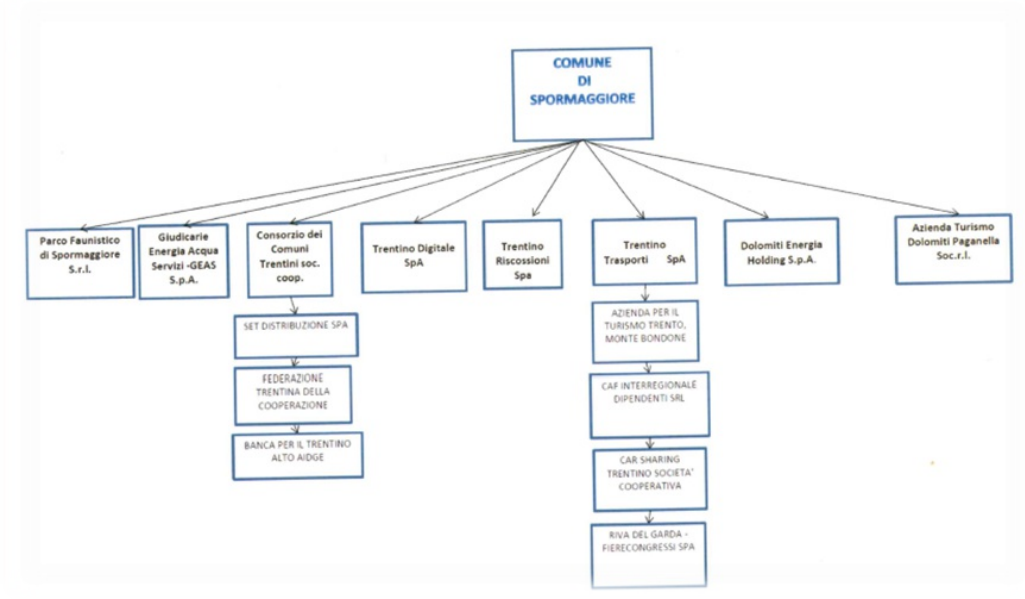 COMUNE
DI
SPORMAGGIORE
Parco Faunistico
di Spormaggiore
S.r.l.
Giudicarie
Energia Acqua
Servizi -GEAS
S.p.A.
Consorzio dei
Comuni
Trentini soc.
coop.
Trentino Digitale
SpA
Trentino
Riscossioni
Spa
Trentino
Trasporti SpA
Dolomiti Energia
Holding S.p.A.
Azienda Turismo
Dolomiti Paganella
Soc.r.l.
SET DISTRIBUZIONE SPA
FEDERAZIONE
TRENTINA DELLA
COOPERAZIONE
BANCA PER IL TRENTINO
ALTO AIDGE
AZIENDA PER IL
TURISMO TRENTO,
MONTE BONDONE
CAF INTERREGIONALE
DIPENDENTI SRL
CAR SHARING
TRENTINO SOCIETA'
COOPERATIVA
RIVA DEL GARDA -
FIERECONGRESSI SPA